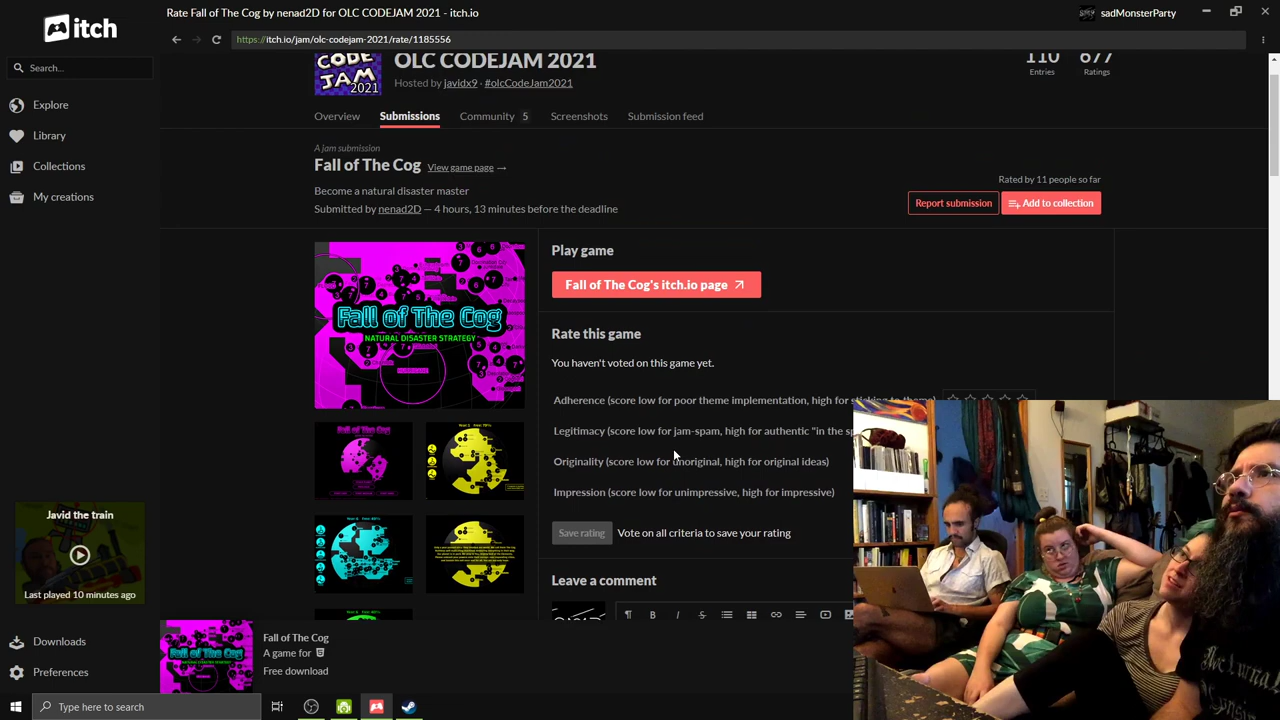 Rate Fall of The Cog by nenad2D for OLC CODEJAM 2021 - itch.io
sadMonsterParty
itch
https://itch.io/jam/olc-codejam-2021/rate/1185556
Search...
Explore
Library
Collections
My creations
CODE
JAM
2021
OLC CODEJAM 2021
Hosted by javidx9 · #olcCodeJam2021
110
Entries
677
Ratings
Overview
Submissions
Community 5
Screenshots
Submission feed
A jam submission
Fall of The Cog View game page →
Become a natural disaster master
Submitted by nenad2D — 4 hours, 13 minutes before the deadline
Rated by 11 people so far
Report submission
Add to collection
Fall of The Cog
NATURAL DISASTER STRATEGY
Play game
Fall of The Cog's itch.io page
Rate this game
You haven't voted on this game yet.
Adherence (score low for poor theme implementation, high for sticking to theme)
Legitimacy (score low for jam-spam, high for authentic "in the sp
Originality (score low for unoriginal, high for original ideas)
Impression (score low for unimpressive, high for impressive)
Save rating
Vote on all criteria to save your rating
Leave a comment
Javid the train
Last played 10 minutes ago
Downloads
Preferences
Fall of The Cog
A game for
Free download
Type here to search